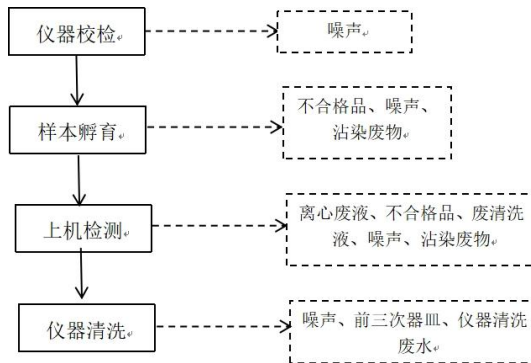 仪器校检
噪声
样本孵育
不合格品、噪声、
沾染废物
上机检测
离心废液、不合格品、废清洗
液、噪声、沾染废物
仪器清洗
噪声、前三次器皿、仪器清洗
废水